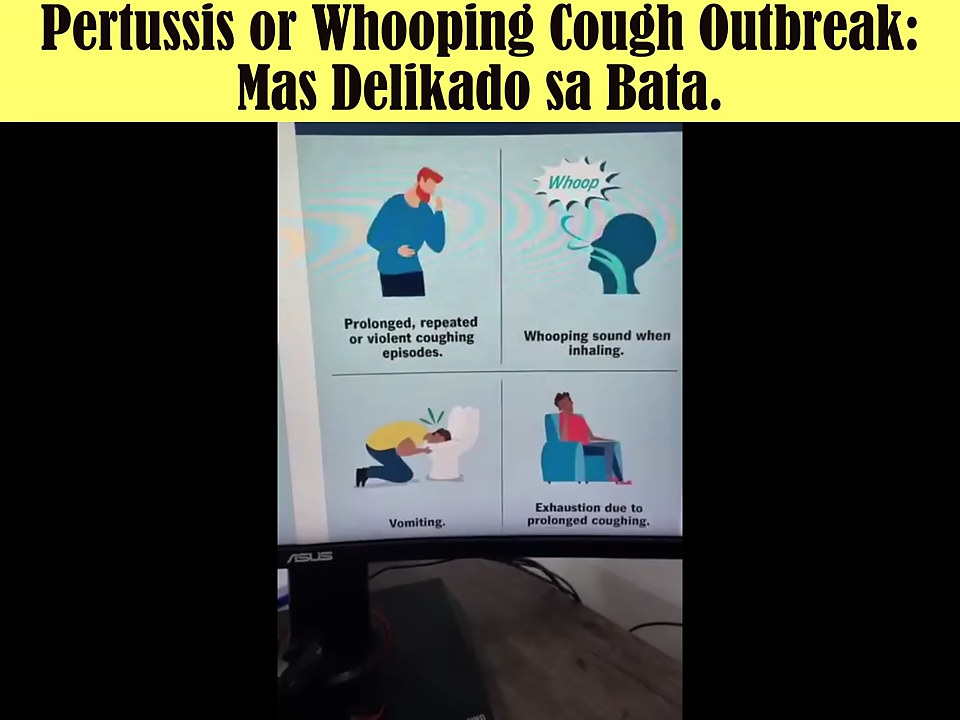 Pertussis or Whooping Cough Outbreak:
Mas Delikado sa Bata.
Whoop
Prolonged, repeated
or violent coughing
episodes.
Whooping sound when
inhaling.
Vomiting.
Exhaustion due to
prolonged coughing.
ASUS